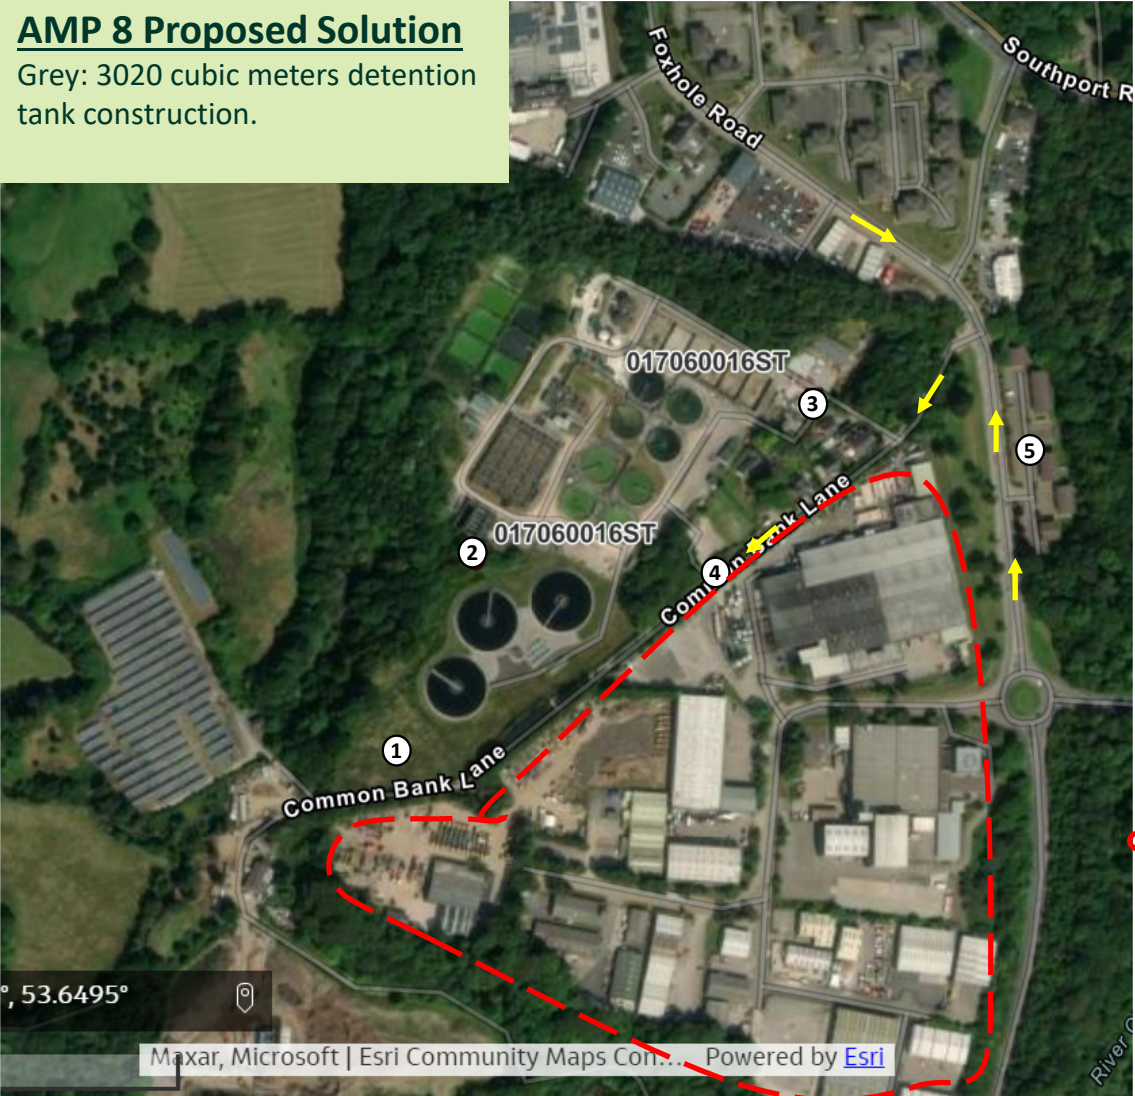 AMP 8 Proposed Solution
Grey: 3020 cubic meters detention
tank construction.
Foxhole Road
Southport R
017060016ST
3
5
Common Bank Lane
017060016ST
2
4
1
Common Bank Lane
°, 53.6495°
Maxar, Microsoft | Esri Community Maps Con... Powered by Esri
River